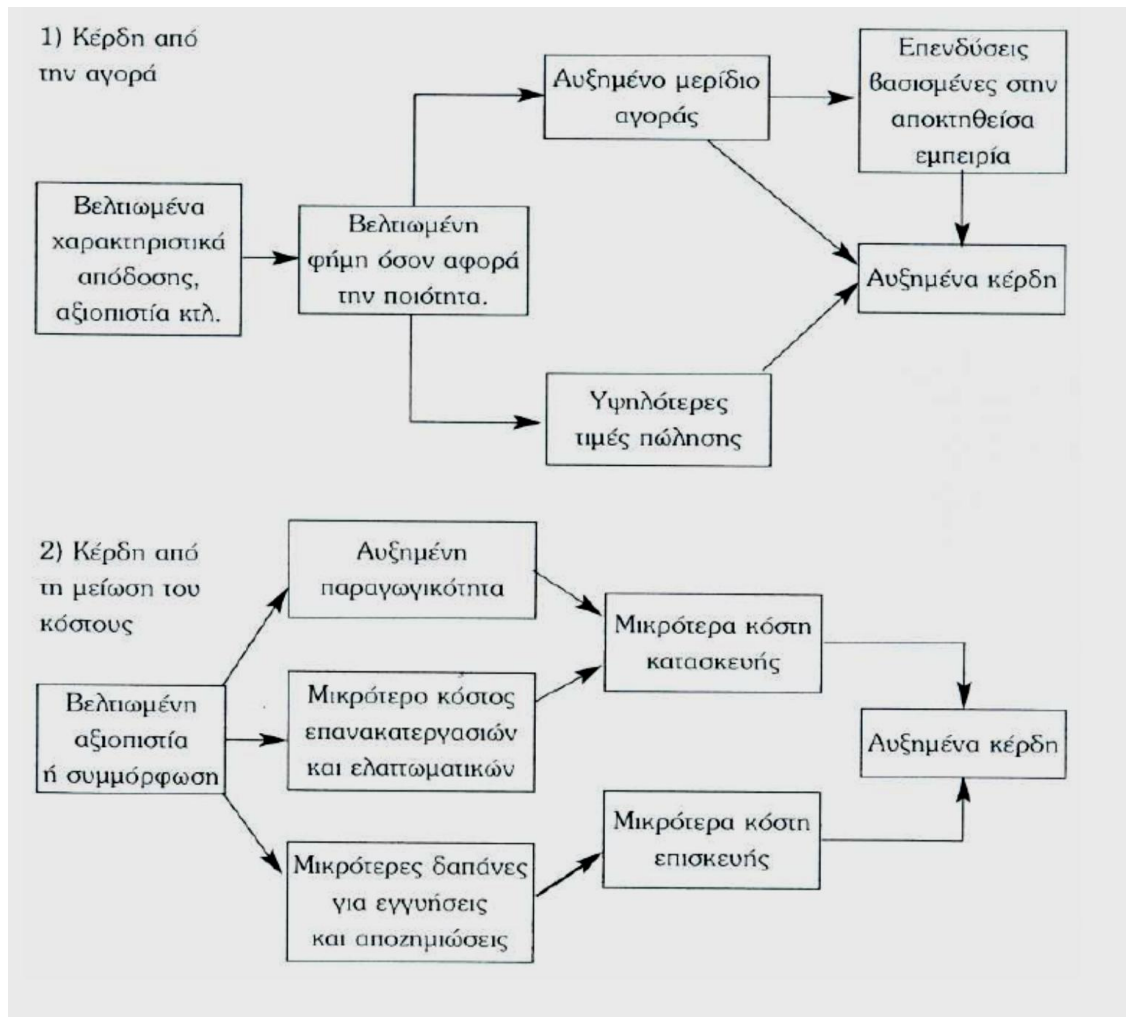 1) Κέρδη από
την αγορά
Βελτιωμένα
χαρακτηριστικά
απόδοσης,
αξιοπιστία κτλ.
Βελτιωμένη
φήμη όσον αφορά
την ποιότητα.
Αυξημένο μερίδιο
αγοράς
Επενδύσεις
βασισμένες στην
αποκτηθείσα
εμπειρία
Υψηλότερες
τιμές πώλησης
Αυξημένα κέρδη
2) Κέρδη από
τη μείωση του
κόστους
Βελτιωμένη
αξιοπιστία
ή συμμόρφωση
Αυξημένη
παραγωγικότητα
Μικρότερο κόστος
επανακατεργασιών
και ελαττωματικών
Μικρότερες δαπάνες
για εγγυήσεις
και αποζημιώσεις
Μικρότερα κόστη
κατασκευής
Μικρότερα κόστη
επισκευής
Αυξημένα κέρδη